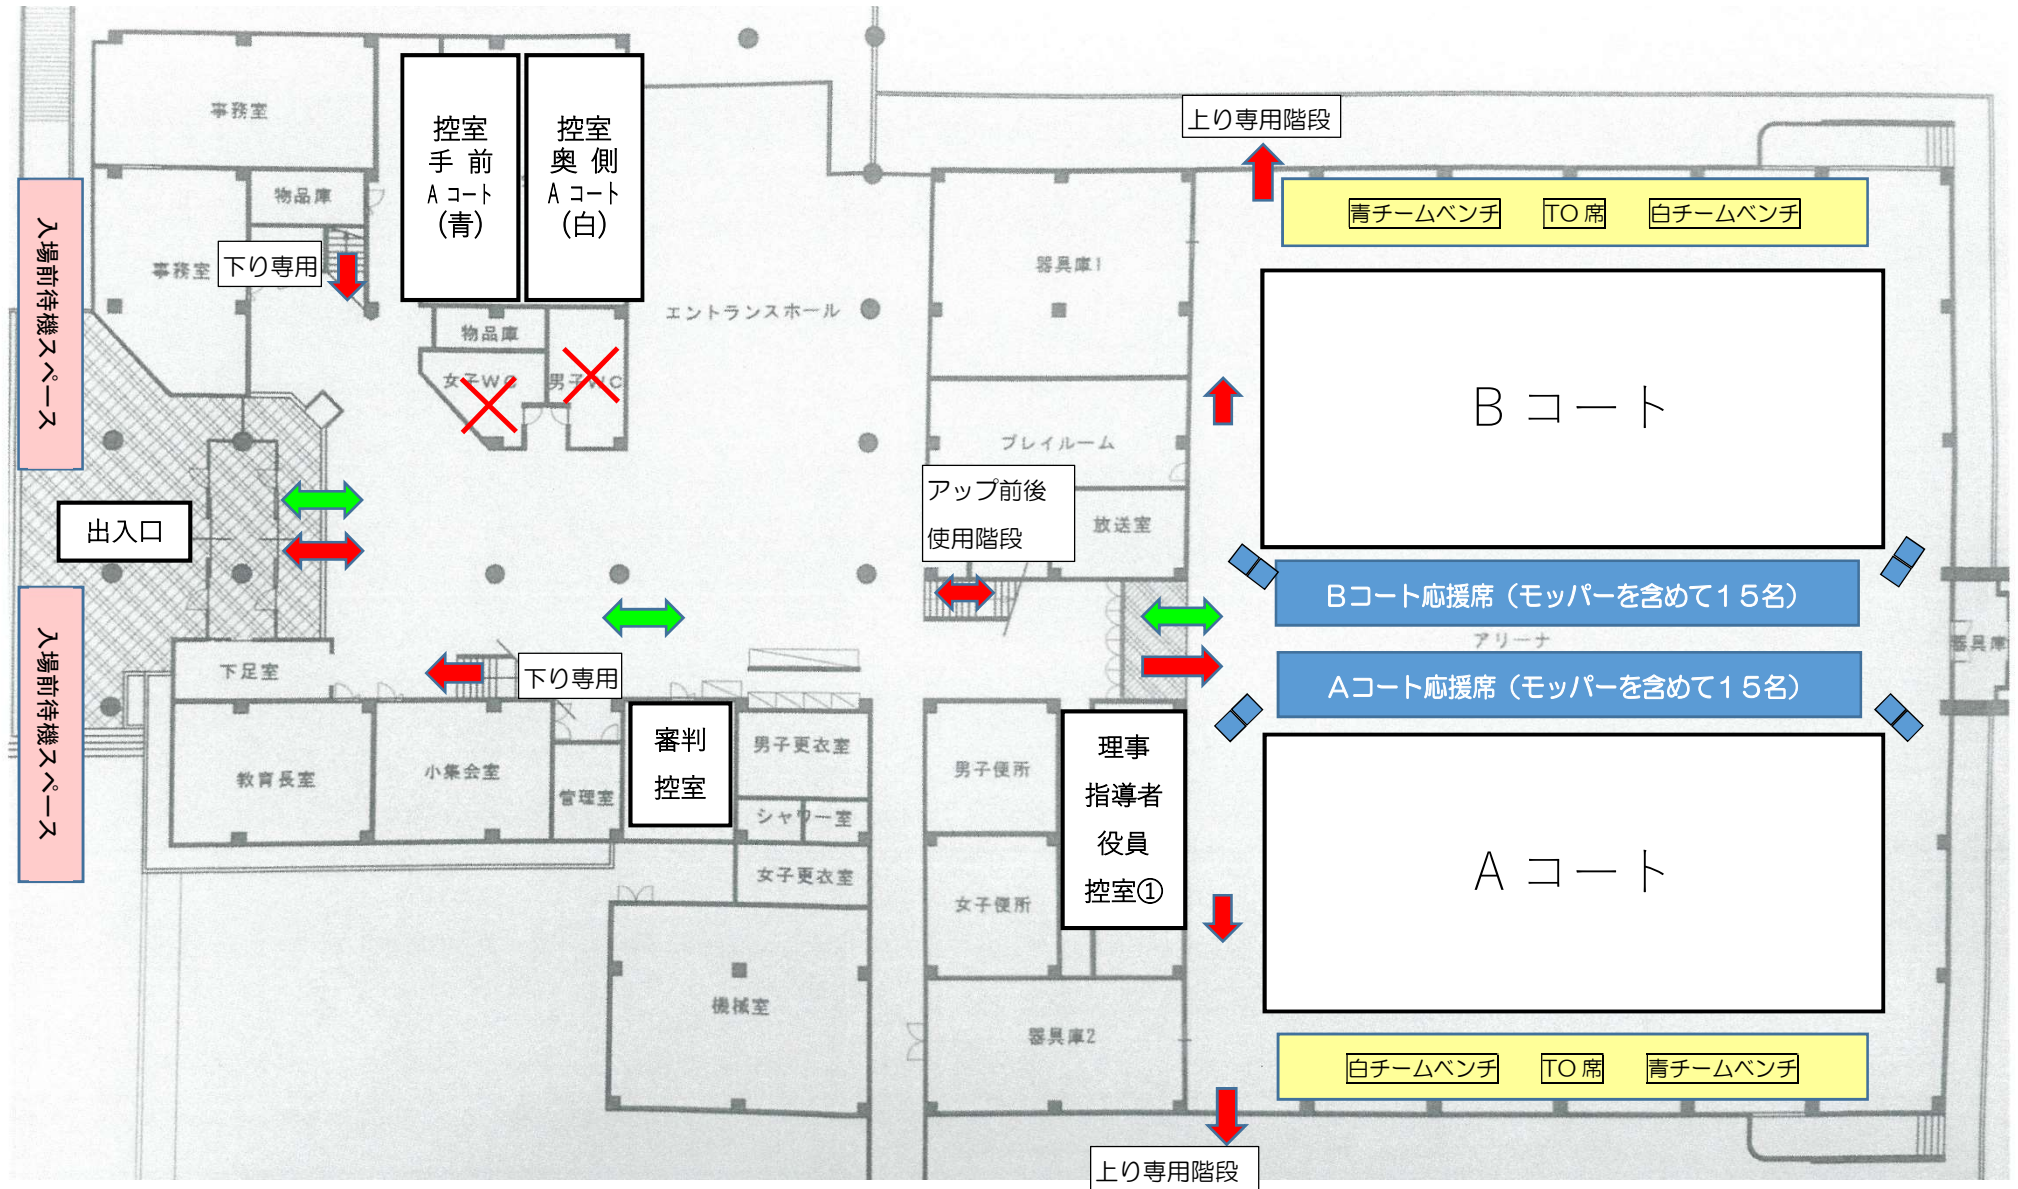 事務室
控室
手 前
A コート
(青)
控室
奥 側
A コート
(白)
上り専用階段
物品庫
青チームベンチ
TO 席
白チームベンチ
入場前待機スペース
事務室
下り専用
器具庫1
エントランスホール
物品庫
女子WC
男子WC
B コート
プレイルーム
アップ前後
使用階段
放送室
出入口
Bコート応援席（モッパーを含めて１５名）
アリーナ
器具庫
入場前待機スペース
下足室
下り専用
Aコート応援席（モッパーを含めて１５名）
審判
控室
男子更衣室
理事
指導者
役員
控室①
教育長室
小集会室
管理室
男子便所
シャワー室
A コート
女子更衣室
女子便所
機械室
器具庫2
白チームベンチ
TO 席
青チームベンチ
上り専用階段